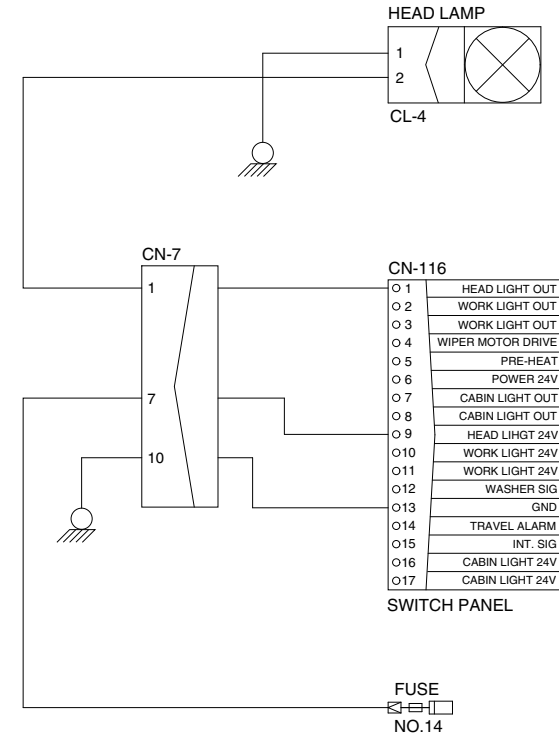 HEAD LAMP
1
2
CL-4
CN-7
1
7
10
CN-116
1 HEAD LIGHT OUT
2 WORK LIGHT OUT
3 WORK LIGHT OUT
4 WIPER MOTOR DRIVE
5 PRE-HEAT
6 POWER 24V
7 CABIN LIGHT OUT
8 CABIN LIGHT OUT
9 HEAD LIHGT 24V
10 WORK LIGHT 24V
11 WORK LIGHT 24V
12 WASHER SIG
13 GND
14 TRAVEL ALARM
15 INT. SIG
16 CABIN LIGHT 24V
17 CABIN LIGHT 24V
SWITCH PANEL
FUSE
NO.14